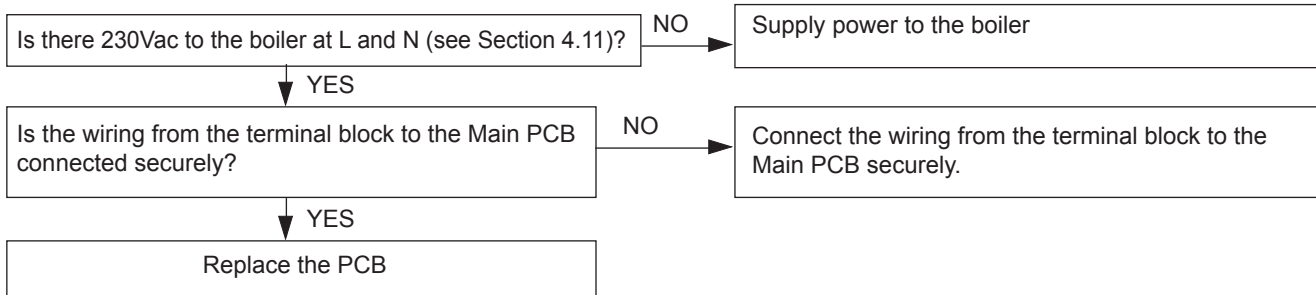 Is there 230Vac to the boiler at L and N (see Section 4.11)?
NO
Supply power to the boiler
YES
Is the wiring from the terminal block to the Main PCB
connected securely?
NO
Connect the wiring from the terminal block to the
Main PCB securely.
YES
Replace the PCB